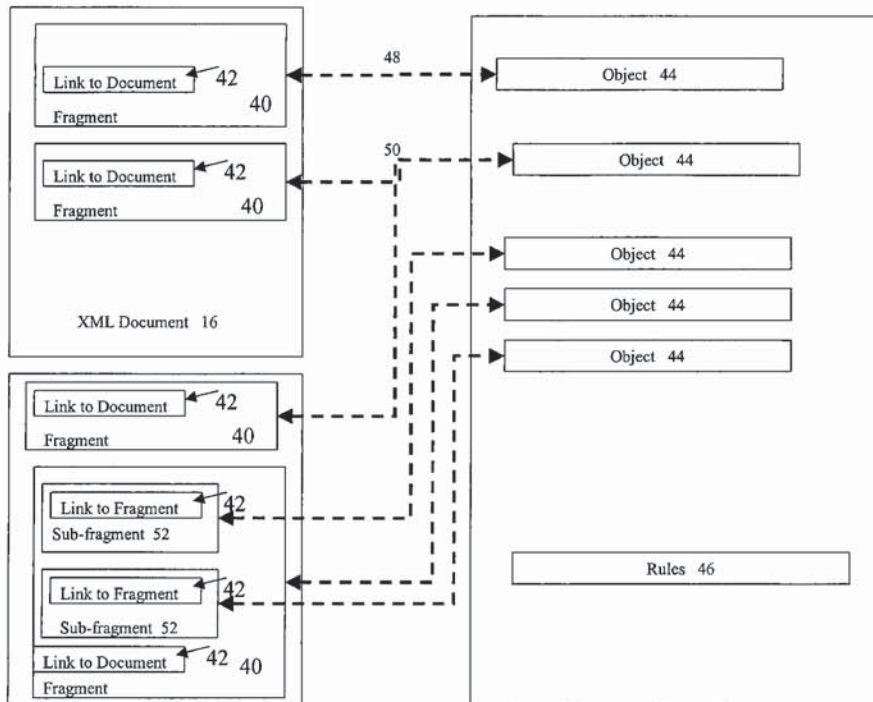 Link to Document 42
40
Fragment
Link to Document 42
40
Fragment
XML Document 16
Link to Document 42
40
Fragment
Link to Fragment 42
Sub-fragment 52
Link to Fragment 42
Sub-fragment 52
Link to Document 42 40
Fragment
48
50
Object 44
Object 44
Object 44
Object 44
Object 44
Rules 46